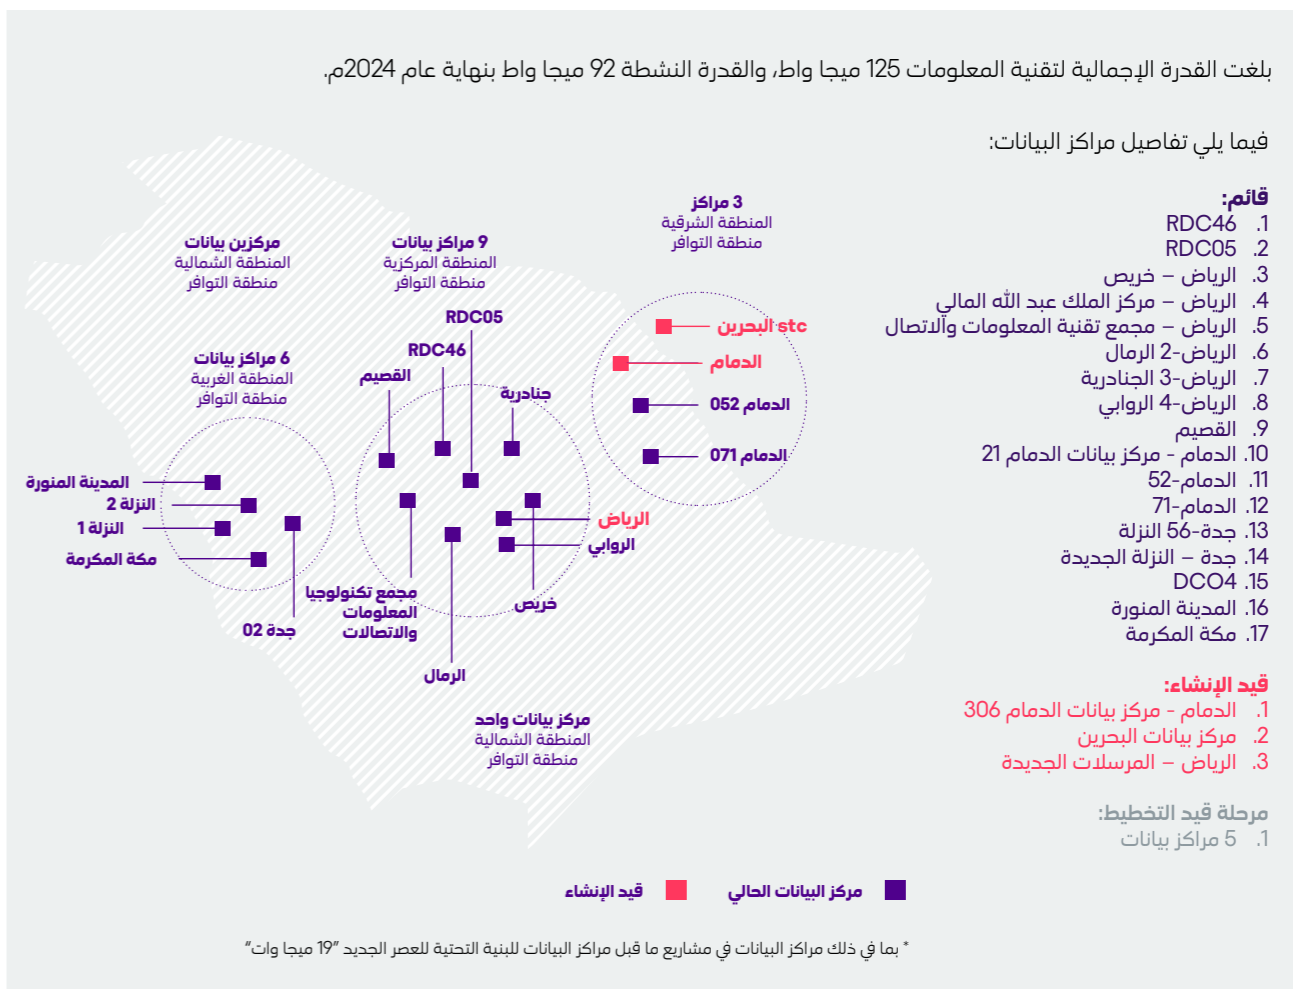 بلغت القدرة الإجمالية لتقنية المعلومات 125 ميجا واط، والقدرة النشطة 92 ميجا واط بنهاية عام 2024م.
فيما يلي تفاصيل مراكز البيانات:
قائم:
1. RDC46
2. RDC05
3. الرياض – خريص
4. الرياض – مركز الملك عبد الله المالي
5. الرياض – مجمع تقنية المعلومات والاتصال
6. الرياض-2 الرمال
7. الرياض-3 الجنادرية
8. الرياض-4 الروابي
9. القصيم
10. الدمام - مركز بيانات الدمام 21
11. الدمام-52
12. الدمام-71
13. جدة-56 النزلة
14. جدة – النزلة الجديدة
15. DCO4
16. المدينة المنورة
17. مكة المكرمة
قيد الإنشاء:
1. الدمام - مركز بيانات الدمام 306
2. مركز بيانات البحرين
3. الرياض – المرسلات الجديدة
مرحلة قيد التخطيط:
1. 5 مراكز بيانات
3 مراكز
المنطقة الشرقية
منطقة التوافر
stc البحرين
الدمام
الدمام 052
الدمام 071
9 مراكز بيانات
المنطقة المركزية
منطقة التوافر
RDC05
RDC46
القصيم
جنادرية
الرياض
الروابي
خريص
مجمع تكنولوجيا
المعلومات
والاتصالات
الرمال
مركزين بيانات
المنطقة الشمالية
منطقة التوافر
6 مراكز بيانات
المنطقة الغربية
منطقة التوافر
المدينة المنورة
النزلة 2
النزلة 1
مكة المكرمة
جدة 02
مركز بيانات واحد
المنطقة الشمالية
منطقة التوافر
مركز البيانات الحالي
قيد الإنشاء
* بما في ذلك مراكز البيانات في مشاريع ما قبل مراكز البيانات للبنية التحتية للعصر الجديد "19 ميجا وات"